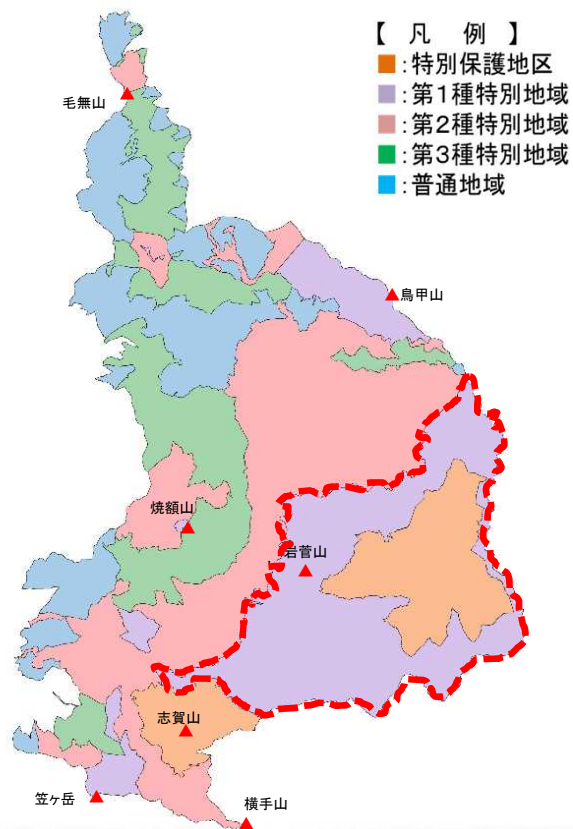 【 凡 例 】
:特別保護地区
:第1種特別地域
:第2種特別地域
:第3種特別地域
:普通地域
毛無山
鳥甲山
焼額山
岩菅山
志賀山
笠ヶ岳
横手山